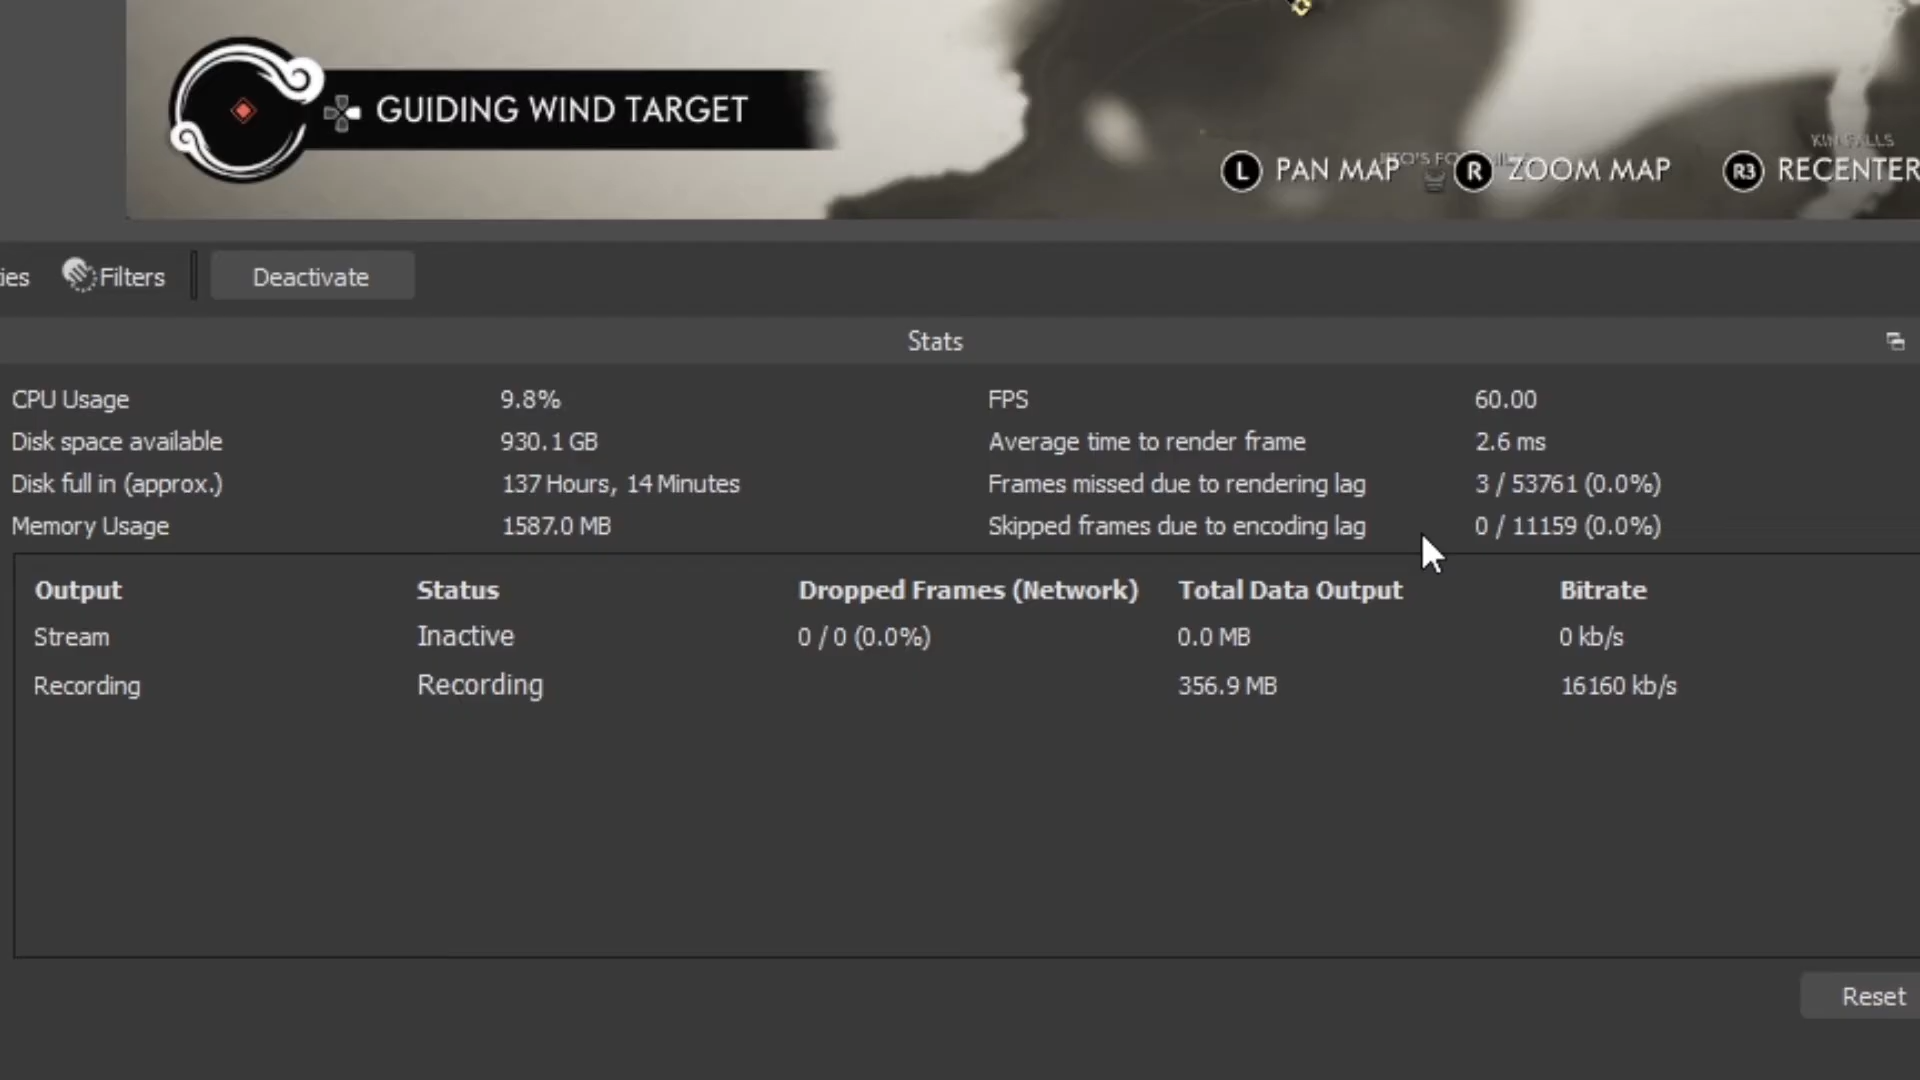 GUIDING WIND TARGET
KIN FALLS
L PAN MAP R ZOOM MAP R3 RECENTER
ies Filters Deactivate
Stats
CPU Usage 9.8% FPS 60.00
Disk space available 930.1 GB Average time to render frame 2.6 ms
Disk full in (approx.) 137 Hours, 14 Minutes Frames missed due to rendering lag 3 / 53761 (0.0%)
Memory Usage 1587.0 MB Skipped frames due to encoding lag 0 / 11159 (0.0%)
Output Status Dropped Frames (Network) Total Data Output Bitrate
Stream Inactive 0 / 0 (0.0%) 0.0 MB 0 kb/s
Recording Recording 356.9 MB 16160 kb/s
Reset